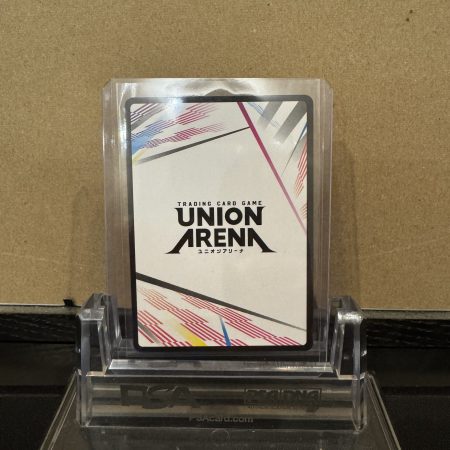 TRADING CARD GAME
UNION
ARENA
ユニオンアリーナ
PSA
PSAcard.com